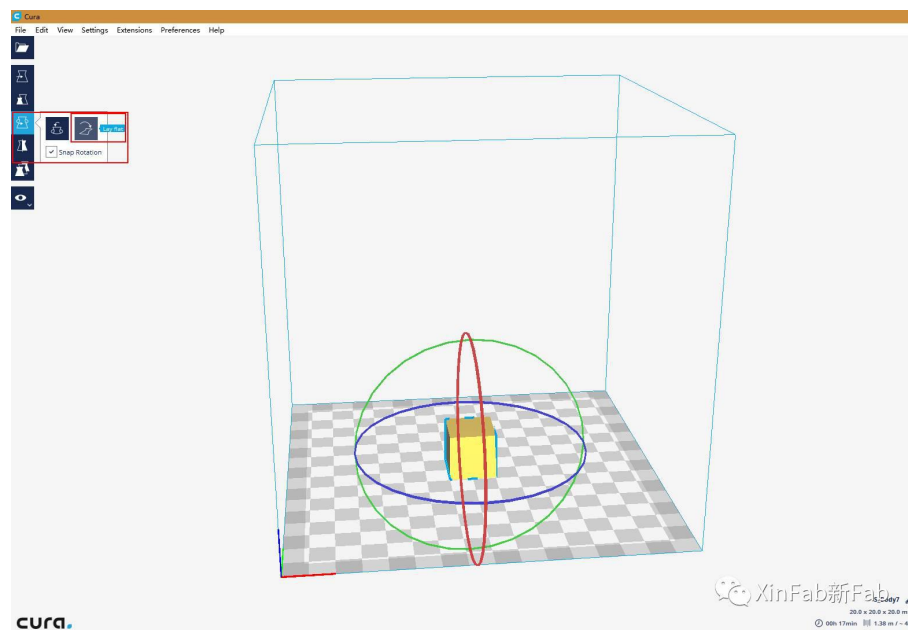 Cura
File Edit View Settings Extensions Preferences Help
Lay flat
Snap Rotation
XinFab新Fab
20.0 x 20.0 x 20.0 m
00h 17min 1.38 m / ~ 4
cura.